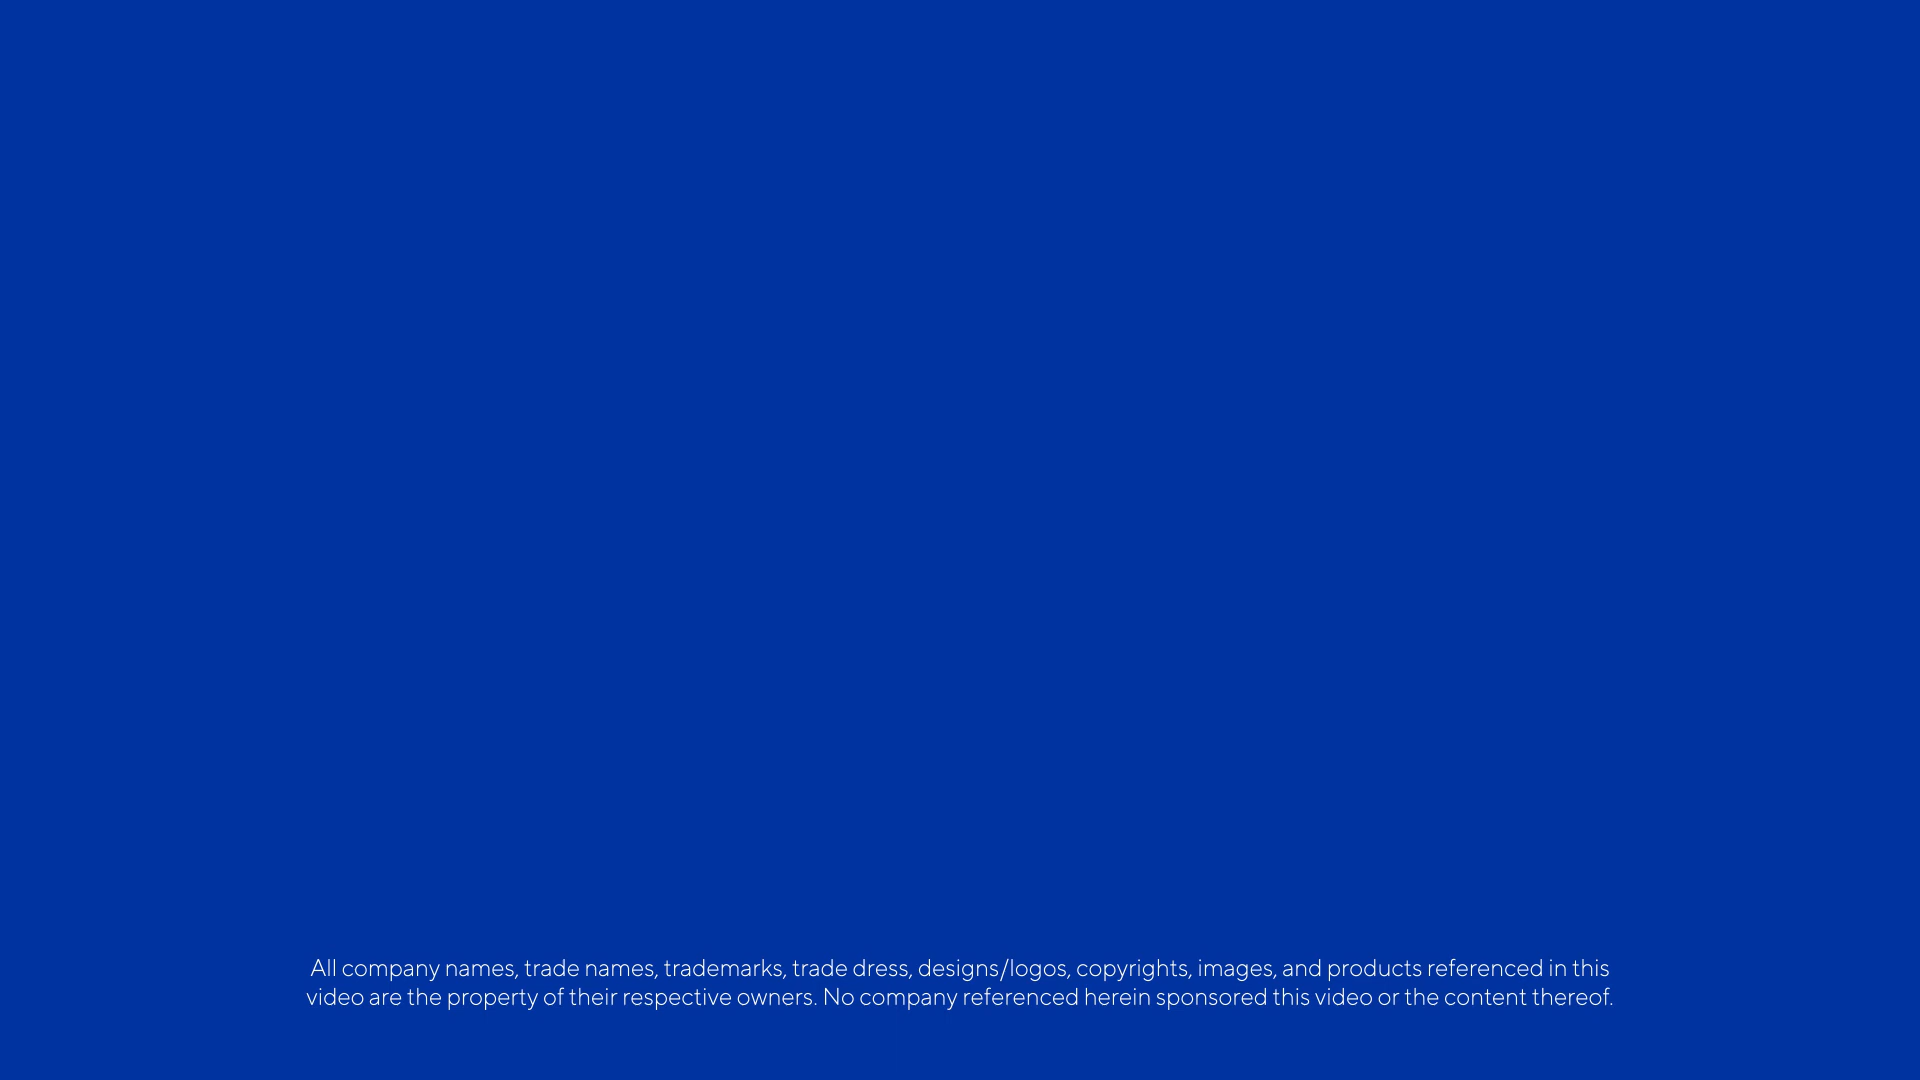 All company names, trade names, trademarks, trade dress, designs/logos, copyrights, images, and products referenced in this
video are the property of their respective owners. No company referenced herein sponsored this video or the content thereof.